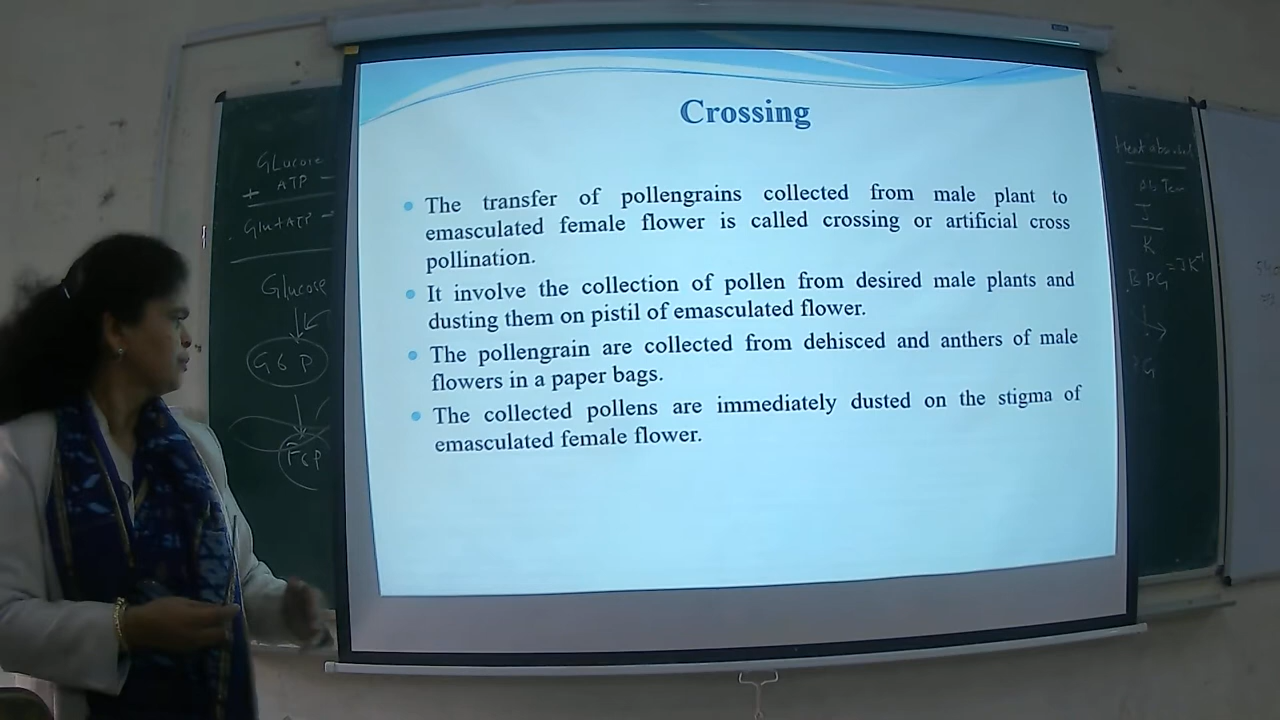 Crossing
The transfer of pollengrains collected from male plant to
emasculated female flower is called crossing or artificial cross
pollination.
It involve the collection of pollen from desired male plants and
dusting them on pistil of emasculated flower.
The pollengrain are collected from dehisced and anthers of male
flowers in a paper bags.
The collected pollens are immediately dusted on the stigma of
emasculated female flower.
Glucose
+ ATP
Glucose
G6P
F6P
J
K